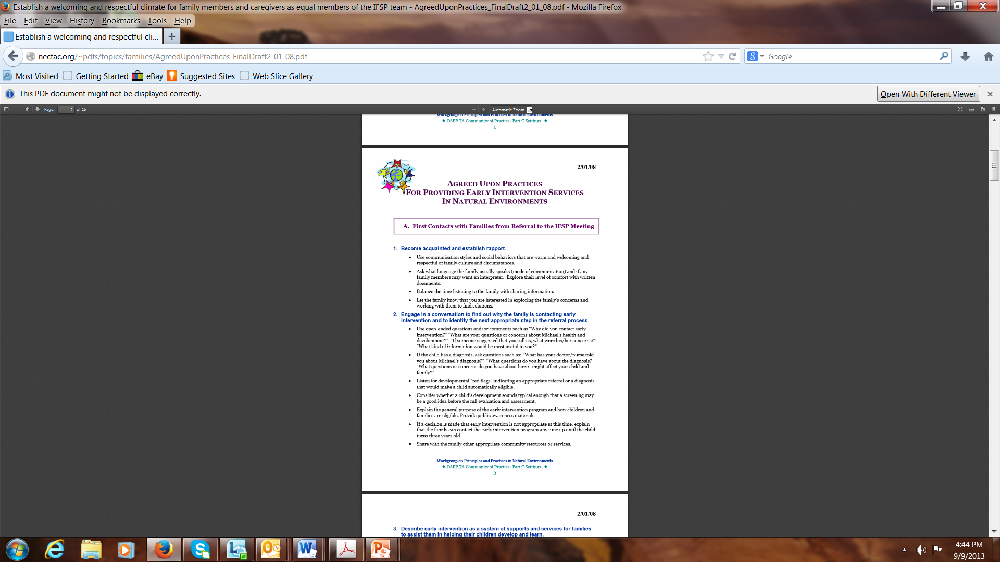 Establish a welcoming and respectful climate for family members and caregivers as equal members of the IFSP team - AgreedUponPractices_FinalDraft2_01_08.pdf - Mozilla Firefox
File Edit View History Bookmarks Tools Help
Establish a welcoming and respectful cli... +
nectac.org/~pdfs/topics/families/AgreedUponPractices_FinalDraft2_01_08.pdf
8 Google
Most Visited Getting Started eBay Suggested Sites Web Slice Gallery
This PDF document might not be displayed correctly.
Open With Different Viewer ×
Page: 2 of 15
− + Automatic Zoom
Workgroup on Principles and Practices in Natural Environments
♦ OSEP TA Community of Practice- Part C Settings ♦
1
2/01/08
AGREED UPON PRACTICES
FOR PROVIDING EARLY INTERVENTION SERVICES
IN NATURAL ENVIRONMENTS
A. First Contacts with Families from Referral to the IFSP Meeting
1. Become acquainted and establish rapport.
• Use communication styles and social behaviors that are warm and welcoming and
respectful of family culture and circumstances.
• Ask what language the family usually speaks (mode of communication) and if any
family members may want an interpreter. Explore their level of comfort with written
documents.
• Balance the time listening to the family with sharing information.
• Let the family know that you are interested in exploring the family's concerns and
working with them to find solutions.
2. Engage in a conversation to find out why the family is contacting early
intervention and to identify the next appropriate step in the referral process.
• Use open-ended questions and/or comments such as “Why did you contact early
intervention?” “What are your questions or concerns about Michael's health and
development?” “If someone suggested that you call us, what were his/her concerns?”
“What kind of information would be most useful to you?”
• If the child has a diagnosis, ask questions such as: “What has your doctor/nurse told
you about Michael's diagnosis?” “What questions do you have about the diagnosis?
“What questions or concerns do you have about how it might affect your child and
family?”
• Listen for developmental “red flags” indicating an appropriate referral or a diagnosis
that would make a child automatically eligible.
• Consider whether a child's development sounds typical enough that a screening may
be a good idea before the full evaluation and assessment.
• Explain the general purpose of the early intervention program and how children and
families are eligible. Provide public awareness materials.
• If a decision is made that early intervention is not appropriate at this time, explain
that the family can contact the early intervention program any time up until the child
turns three years old.
• Share with the family other appropriate community resources or services.
Workgroup on Principles and Practices in Natural Environments
♦ OSEP TA Community of Practice- Part C Settings ♦
2
2/01/08
3. Describe early intervention as a system of supports and services for families
to assist them in helping their children develop and learn.
4:44 PM
9/9/2013